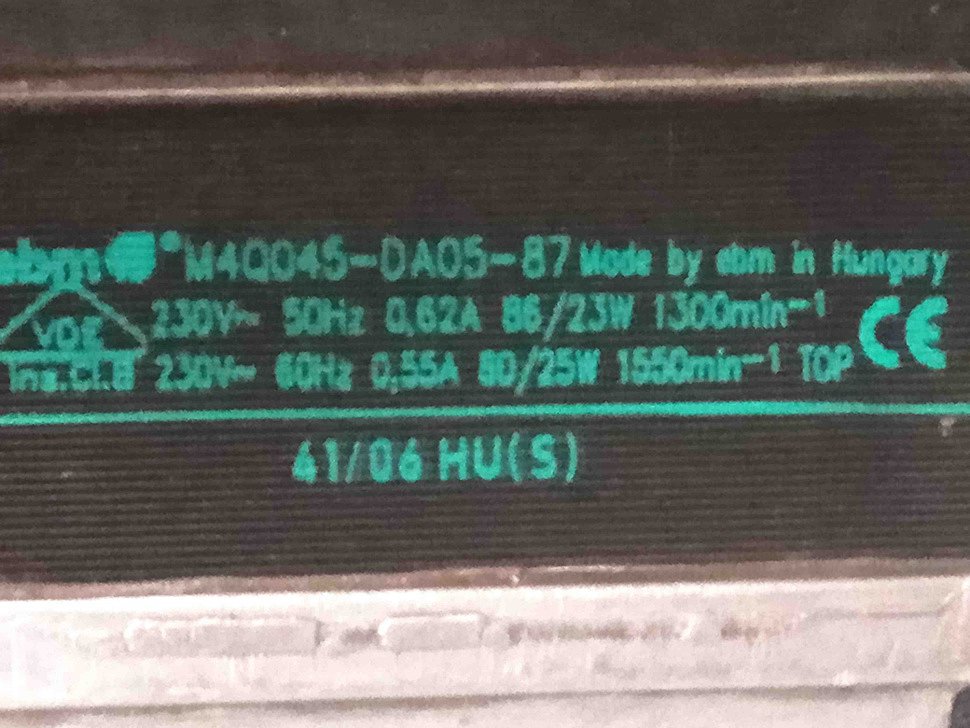 ebm M4Q045-DA05-87 Made by ebm in Hungary
VDE 230V~ 50Hz 0,62A 86/23W 1300min-1 CE
Ins.Cl.B 230V~ 60Hz 0,55A 80/25W 1550min-1 TOP
41/06 HU(S)